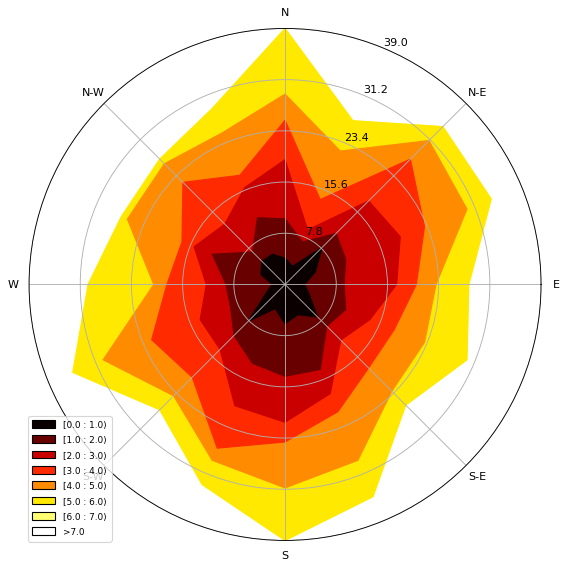 N
39.0
31.2
N-W
N-E
23.4
15.6
7.8
W
E
[0.0 : 1.0)
[1.0 : 2.0)
[2.0 : 3.0)
[3.0 : 4.0)
[4.0 : 5.0)
[5.0 : 6.0)
[6.0 : 7.0)
>7.0
S-W
S-E
S